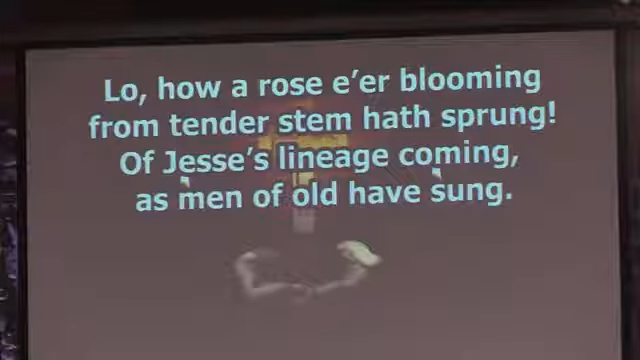 Lo, how a rose e’er blooming
from tender stem hath sprung!
Of Jesse’s lineage coming,
as men of old have sung.